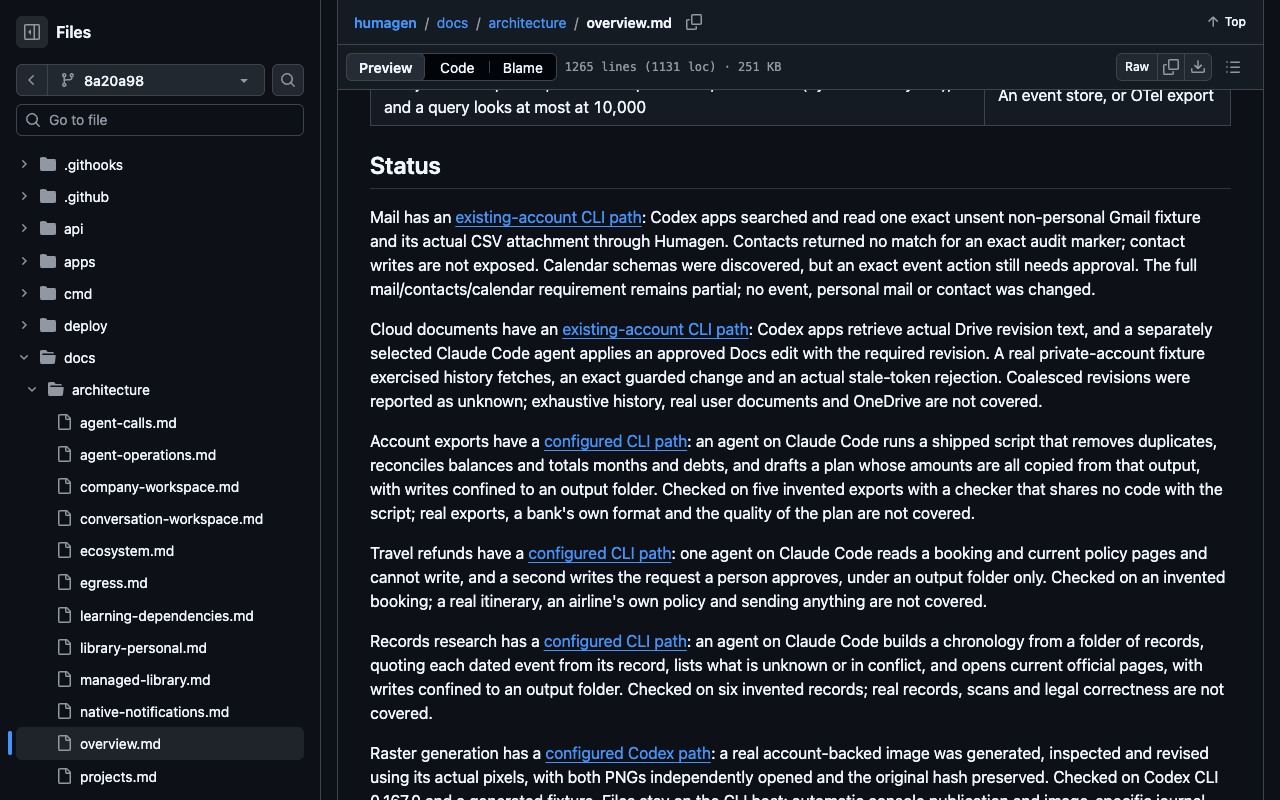 Files
humagen / docs / architecture / overview.md
Top
8a20a98
Preview Code Blame 1265 lines (1131 loc) · 251 KB
Raw
Go to file
.githooks
.github
api
apps
cmd
deploy
docs
architecture
agent-calls.md
agent-operations.md
company-workspace.md
conversation-workspace.md
ecosystem.md
egress.md
learning-dependencies.md
library-personal.md
managed-library.md
native-notifications.md
overview.md
projects.md
and a query looks at most at 10,000
An event store, or OTel export
Status
Mail has an existing-account CLI path: Codex apps searched and read one exact unsent non-personal Gmail fixture
and its actual CSV attachment through Humagen. Contacts returned no match for an exact audit marker; contact
writes are not exposed. Calendar schemas were discovered, but an exact event action still needs approval. The full
mail/contacts/calendar requirement remains partial; no event, personal mail or contact was changed.
Cloud documents have an existing-account CLI path: Codex apps retrieve actual Drive revision text, and a separately
selected Claude Code agent applies an approved Docs edit with the required revision. A real private-account fixture
exercised history fetches, an exact guarded change and an actual stale-token rejection. Coalesced revisions were
reported as unknown; exhaustive history, real user documents and OneDrive are not covered.
Account exports have a configured CLI path: an agent on Claude Code runs a shipped script that removes duplicates,
reconciles balances and totals months and debts, and drafts a plan whose amounts are all copied from that output,
with writes confined to an output folder. Checked on five invented exports with a checker that shares no code with the
script; real exports, a bank's own format and the quality of the plan are not covered.
Travel refunds have a configured CLI path: one agent on Claude Code reads a booking and current policy pages and
cannot write, and a second writes the request a person approves, under an output folder only. Checked on an invented
booking; a real itinerary, an airline's own policy and sending anything are not covered.
Records research has a configured CLI path: an agent on Claude Code builds a chronology from a folder of records,
quoting each dated event from its record, lists what is unknown or in conflict, and opens current official pages, with
writes confined to an output folder. Checked on six invented records; real records, scans and legal correctness are not
covered.
Raster generation has a configured Codex path: a real account-backed image was generated, inspected and revised
using its actual pixels, with both PNGs independently opened and the original hash preserved. Checked on Codex CLI